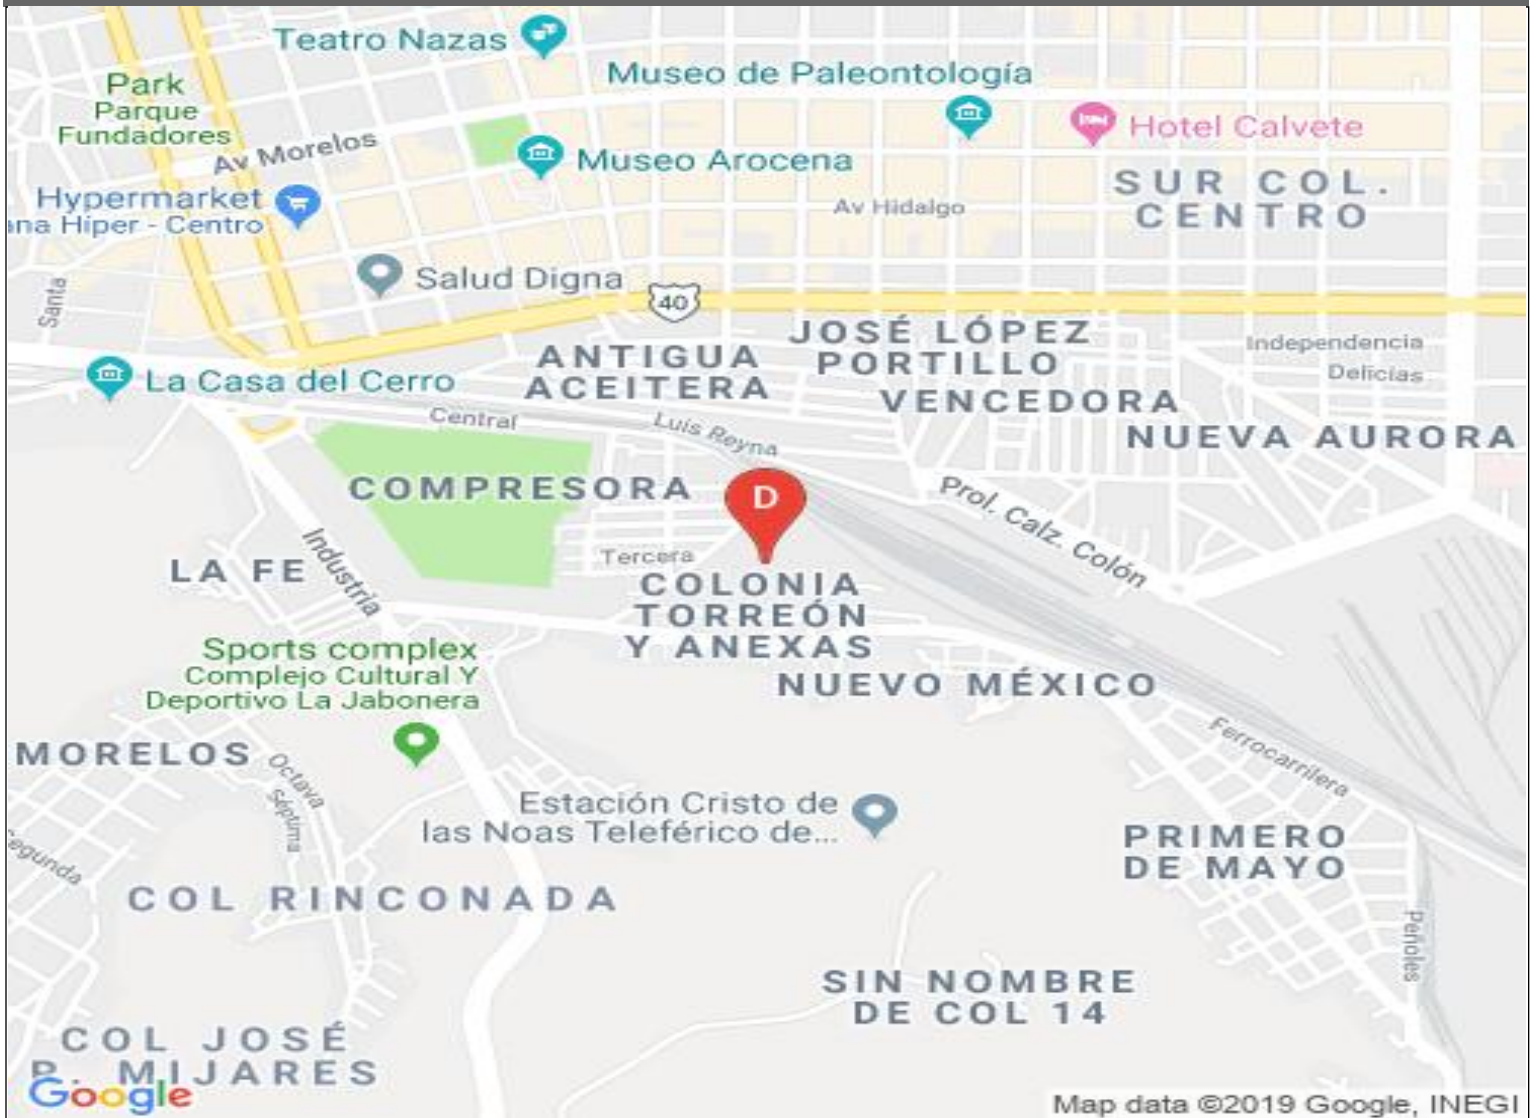 Teatro Nazas
Museo de Paleontología
Park
Parque
Fundadores
Hotel Calvete
Av Morelos
Museo Arocena
SUR COL.
CENTRO
Hypermarket
ana Híper - Centro
Av Hidalgo
Salud Digna
Santa
40
JOSÉ LÓPEZ
PORTILLO
Independencia
ANTIGUA
ACEITERA
Delicias
La Casa del Cerro
VENCEDORA
Central
Luis Reyna
NUEVA AURORA
COMPRESORA
D
Prol. Calz. Colón
Industria
Tercera
LA FE
COLONIA
TORREÓN
Y ANEXAS
Sports complex
Complejo Cultural Y
Deportivo La Jabonera
NUEVO MÉXICO
MORELOS
Octava
Séptima
Ferrocarrilera
Estación Cristo de
las Noas Teleférico de...
PRIMERO
DE MAYO
egunda
COL RINCONADA
Peñoles
SIN NOMBRE
DE COL 14
COL JOSÉ
R. MIJARES
Google
Map data ©2019 Google, INEGI